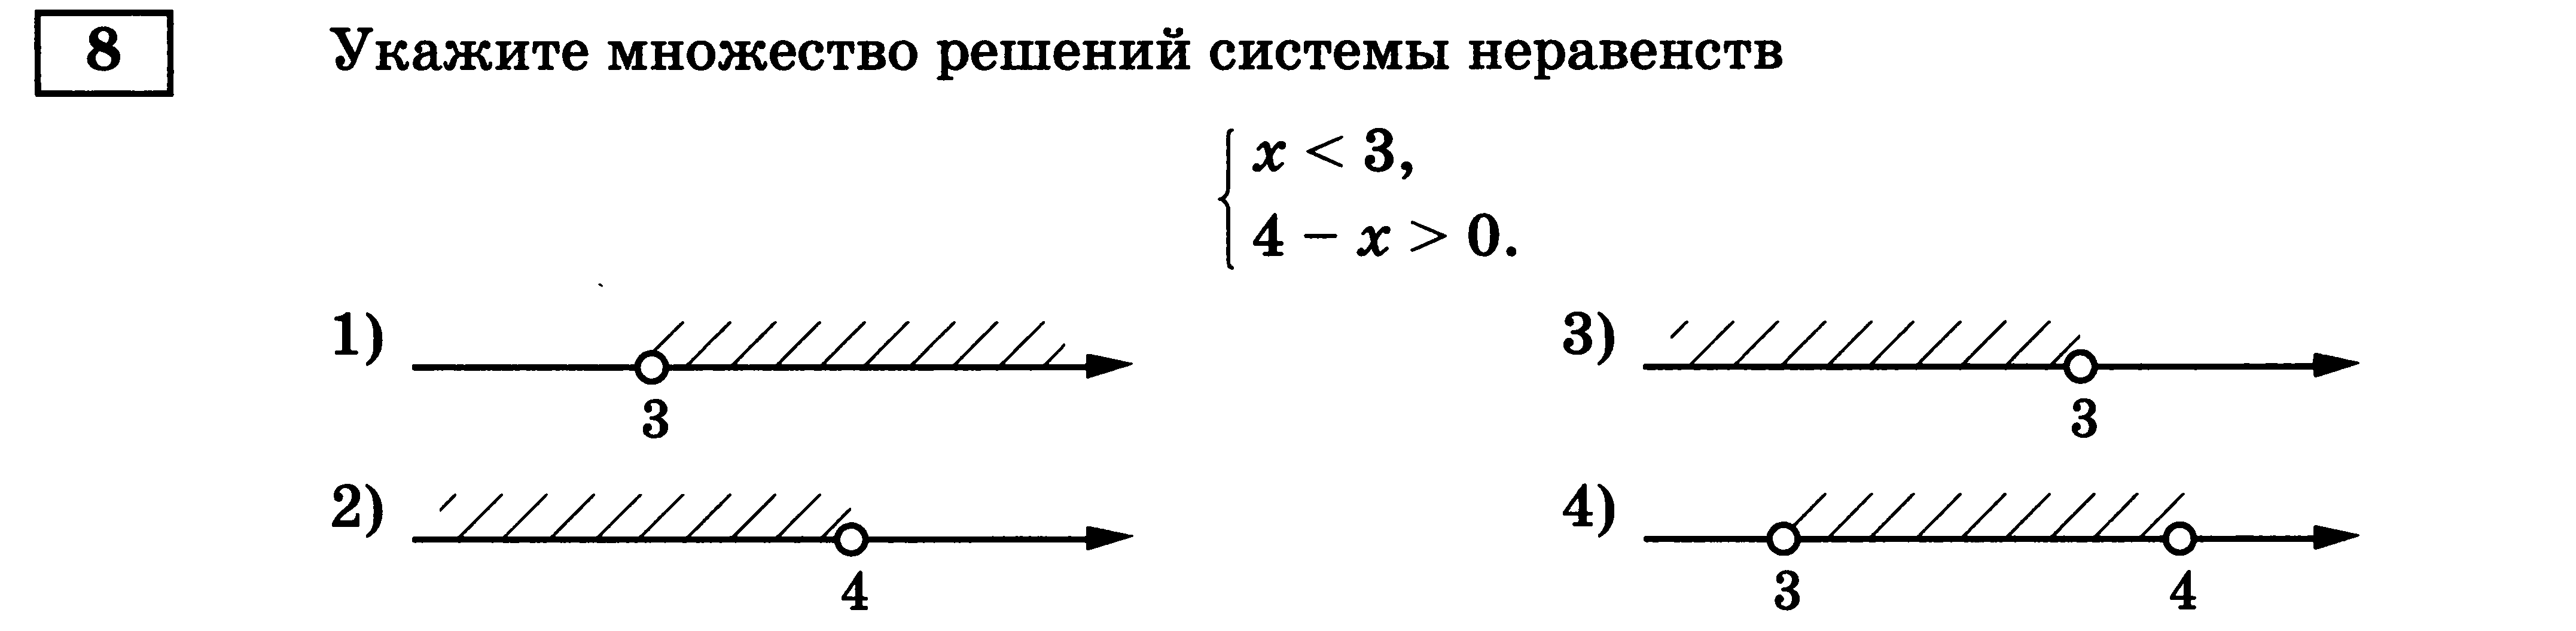 8 Укажите множество решений системы неравенств
x < 3,
4 − x > 0.
1) 3
3) 3
2) 4
4) 3 4